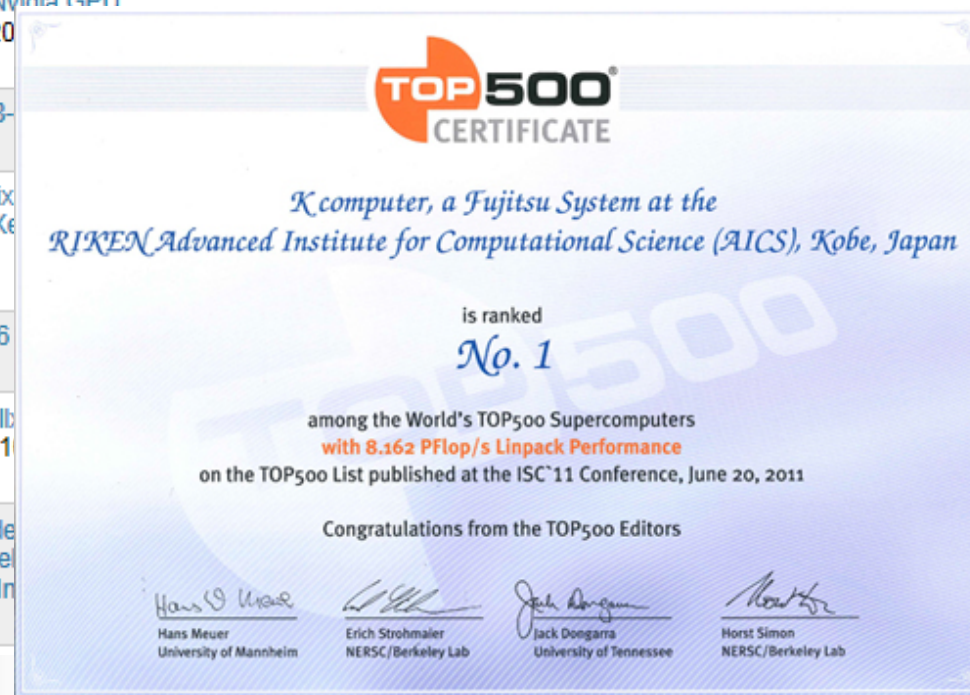 TOP500®
CERTIFICATE
K computer, a Fujitsu System at the
RIKEN Advanced Institute for Computational Science (AICS), Kobe, Japan
is ranked
No. 1
among the World's TOP500 Supercomputers
with 8.162 PFlop/s Linpack Performance
on the TOP500 List published at the ISC`11 Conference, June 20, 2011
Congratulations from the TOP500 Editors
Hans Meuer
University of Mannheim
Erich Strohmaier
NERSC/Berkeley Lab
Jack Dongarra
University of Tennessee
Horst Simon
NERSC/Berkeley Lab
TOP500